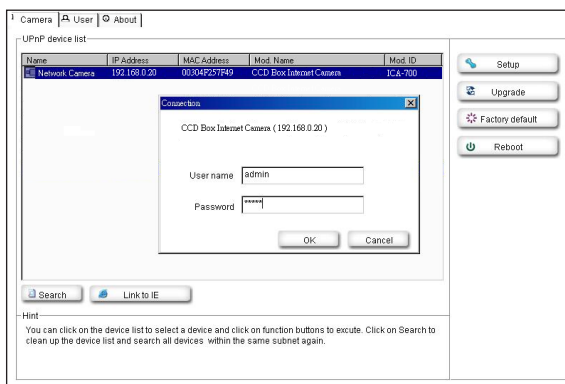 Camera User About
UPnP device list
Name IP Address MAC Address Mod. Name Mod. ID
Network Camera 192.168.0.20 00304F257F49 CCD Box Internet Camera ICA-700
Connection
CCD Box Internet Camera ( 192.168.0.20 )
User name admin
Password *****
OK Cancel
Setup
Upgrade
Factory default
Reboot
Search Link to IE
Hint
You can click on the device list to select a device and click on function buttons to excute. Click on Search to
clean up the device list and search all devices within the same subnet again.